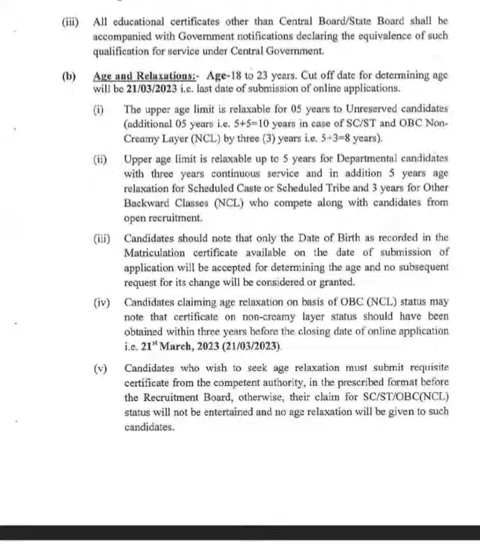 (iii) All educational certificates other than Central Board/State Board shall be
accompanied with Government notifications declaring the equivalence of such
qualification for service under Central Government.
(b) Age and Relaxations:- Age-18 to 23 years. Cut off date for determining age
will be 21/03/2023 i.e. last date of submission of online applications.
(i) The upper age limit is relaxable for 05 years to Unreserved candidates
(additional 05 years i.e. 5+5=10 years in case of SC/ST and OBC Non-
Creamy Layer (NCL) by three (3) years i.e. 5+3=8 years).
(ii) Upper age limit is relaxable up to 5 years for Departmental candidates
with three years continuous service and in addition 5 years age
relaxation for Scheduled Caste or Scheduled Tribe and 3 years for Other
Backward Classes (NCL) who compete along with candidates from
open recruitment.
(iii) Candidates should note that only the Date of Birth as recorded in the
Matriculation certificate available on the date of submission of
application will be accepted for determining the age and no subsequent
request for its change will be considered or granted.
(iv) Candidates claiming age relaxation on basis of OBC (NCL) status may
note that certificate on non-creamy layer status should have been
obtained within three years before the closing date of online application
i.e. 21st March, 2023 (21/03/2023)
(v) Candidates who wish to seek age relaxation must submit requisite
certificate from the competent authority, in the prescribed format before
the Recruitment Board, otherwise, their claim for SC/ST/OBC(NCL)
status will not be entertained and no age relaxation will be given to such
candidates.